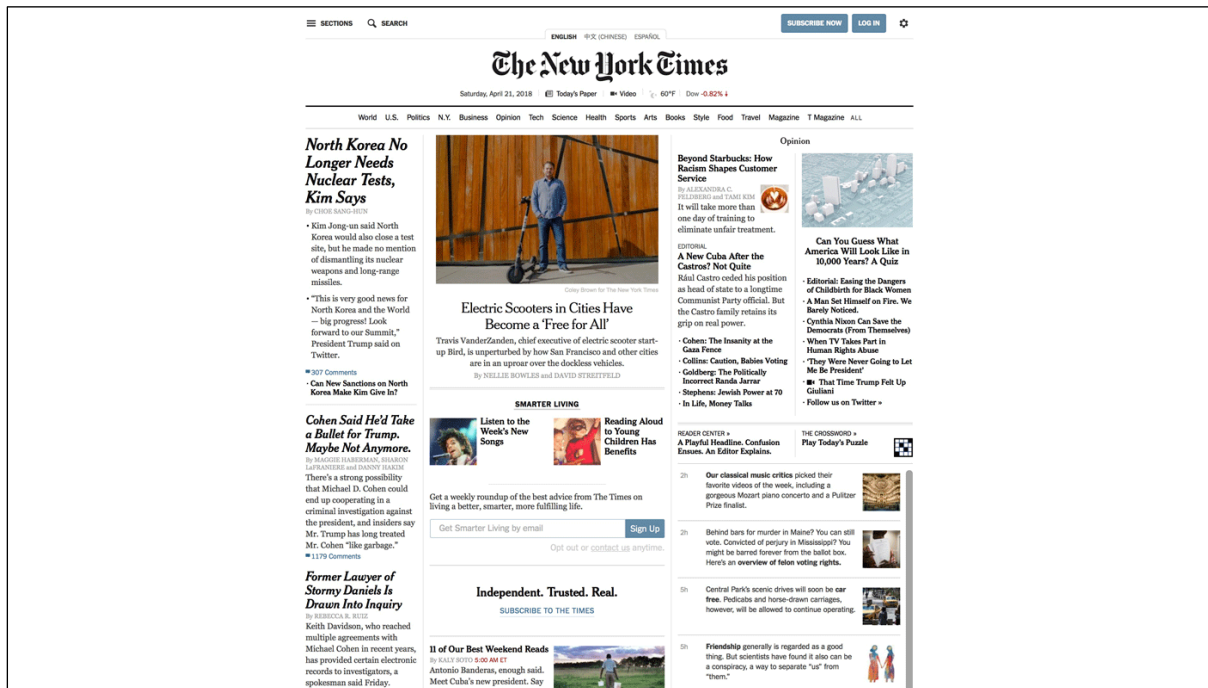 SECTIONS
SEARCH
SUBSCRIBE NOW
LOG IN
ENGLISH 中文 (CHINESE) ESPAÑOL
The New York Times
Saturday, April 21, 2018
Today's Paper
Video
60°F
Dow -0.82% ↓
World U.S. Politics N.Y. Business Opinion Tech Science Health Sports Arts Books Style Food Travel Magazine T Magazine ALL
North Korea No
Longer Needs
Nuclear Tests,
Kim Says
By CHOE SANG-HUN
• Kim Jong-un said North
Korea would also close a test
site, but he made no mention
of dismantling its nuclear
weapons and long-range
missiles.
• “This is very good news for
North Korea and the World
— big progress! Look
forward to our Summit,”
President Trump said on
Twitter.
307 Comments
• Can New Sanctions on North
Korea Make Kim Give In?
Cohen Said He’d Take
a Bullet for Trump.
Maybe Not Anymore.
By MAGGIE HABERMAN, SHARON
LaFRANIERE and DANNY HAKIM
There’s a strong possibility
that Michael D. Cohen could
end up cooperating in a
criminal investigation against
the president, and insiders say
Mr. Trump has long treated
Mr. Cohen “like garbage.”
1179 Comments
Former Lawyer of
Stormy Daniels Is
Drawn Into Inquiry
By REBECCA R. RUIZ
Keith Davidson, who reached
multiple agreements with
Michael Cohen in recent years,
has provided certain electronic
records to investigators, a
spokesman said Friday.
Coley Brown for The New York Times
Electric Scooters in Cities Have
Become a ‘Free for All’
Travis VanderZanden, chief executive of electric scooter start-
up Bird, is unperturbed by how San Francisco and other cities
are in an uproar over the dockless vehicles.
By NELLIE BOWLES and DAVID STREITFELD
SMARTER LIVING
Listen to the
Week’s New
Songs
Reading Aloud
to Young
Children Has
Benefits
Get a weekly roundup of the best advice from The Times on
living a better, smarter, more fulfilling life.
Get Smarter Living by email
Sign Up
Opt out or contact us anytime.
Independent. Trusted. Real.
SUBSCRIBE TO THE TIMES
11 of Our Best Weekend Reads
By KALY SOTO 5:00 AM ET
Antonio Banderas, enough said.
Meet Cuba’s new president. Say
Opinion
Beyond Starbucks: How
Racism Shapes Customer
Service
By ALEXANDRA C.
FELDBERG and TAMI KIM
It will take more than
one day of training to
eliminate unfair treatment.
EDITORIAL
A New Cuba After the
Castros? Not Quite
Raúl Castro ceded his position
as head of state to a longtime
Communist Party official. But
the Castro family retains its
grip on real power.
• Cohen: The Insanity at the
Gaza Fence
• Collins: Caution, Babies Voting
• Goldberg: The Politically
Incorrect Randa Jarrar
• Stephens: Jewish Power at 70
• In Life, Money Talks
Can You Guess What
America Will Look Like in
10,000 Years? A Quiz
• Editorial: Easing the Dangers
of Childbirth for Black Women
• A Man Set Himself on Fire. We
Barely Noticed.
• Cynthia Nixon Can Save the
Democrats (From Themselves)
• When TV Takes Part in
Human Rights Abuse
• ‘They Were Never Going to Let
Me Be President’
• That Time Trump Felt Up
Giuliani
• Follow us on Twitter »
READER CENTER »
A Playful Headline. Confusion
Ensues. An Editor Explains.
THE CROSSWORD »
Play Today’s Puzzle
2h
Our classical music critics picked their
favorite videos of the week, including a
gorgeous Mozart piano concerto and a Pulitzer
Prize finalist.
2h
Behind bars for murder in Maine? You can still
vote. Convicted of perjury in Mississippi? You
might be barred forever from the ballot box.
Here’s an overview of felon voting rights.
5h
Central Park’s scenic drives will soon be car
free. Pedicabs and horse-drawn carriages,
however, will be allowed to continue operating.
5h
Friendship generally is regarded as a good
thing. But scientists have found it also can be
a conspiracy, a way to separate “us” from
“them.”